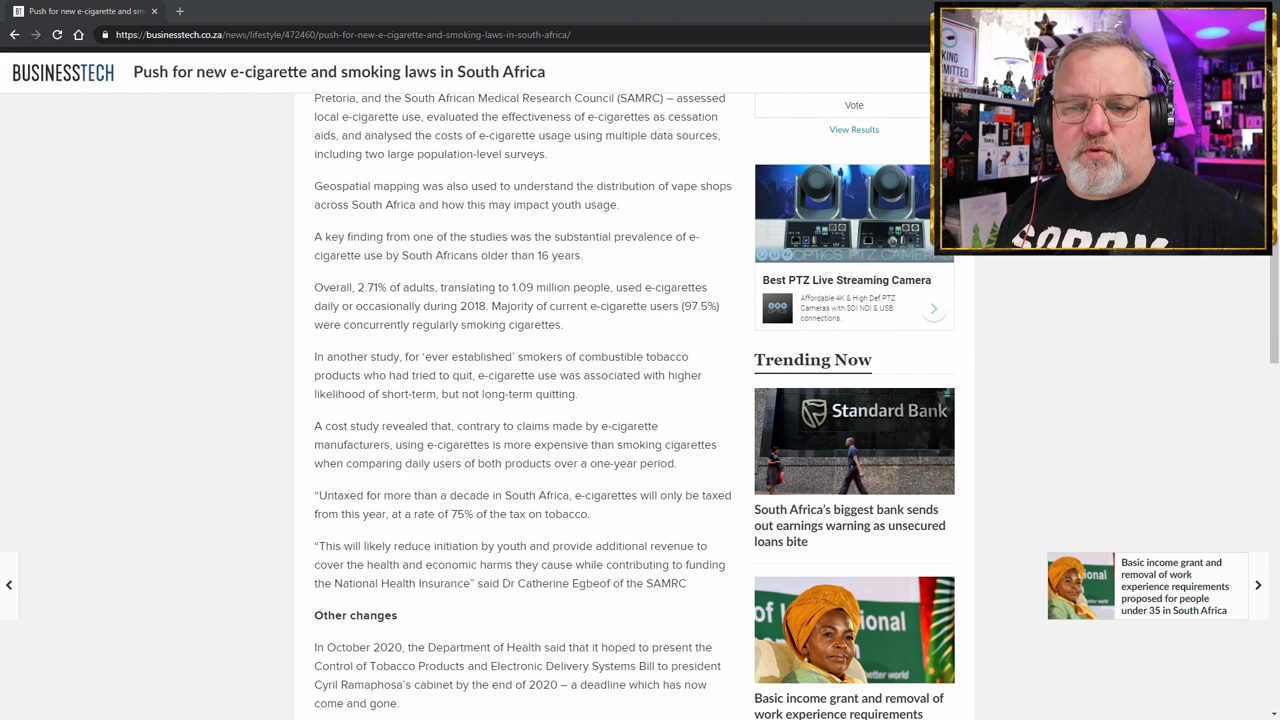 BT Push for new e-cigarette and smo
https://businesstech.co.za/news/lifestyle/472460/push-for-new-e-cigarette-and-smoking-laws-in-south-africa/
BUSINESSTECH
Push for new e-cigarette and smoking laws in South Africa
Pretoria, and the South African Medical Research Council (SAMRC) – assessed
local e-cigarette use, evaluated the effectiveness of e-cigarettes as cessation
aids, and analysed the costs of e-cigarette usage using multiple data sources,
including two large population-level surveys.
Geospatial mapping was also used to understand the distribution of vape shops
across South Africa and how this may impact youth usage.
A key finding from one of the studies was the substantial prevalence of e-
cigarette use by South Africans older than 16 years.
Overall, 2.71% of adults, translating to 1.09 million people, used e-cigarettes
daily or occasionally during 2018. Majority of current e-cigarette users (97.5%)
were concurrently regularly smoking cigarettes.
In another study, for ‘ever established’ smokers of combustible tobacco
products who had tried to quit, e-cigarette use was associated with higher
likelihood of short-term, but not long-term quitting.
A cost study revealed that, contrary to claims made by e-cigarette
manufacturers, using e-cigarettes is more expensive than smoking cigarettes
when comparing daily users of both products over a one-year period.
“Untaxed for more than a decade in South Africa, e-cigarettes will only be taxed
from this year, at a rate of 75% of the tax on tobacco.
“This will likely reduce initiation by youth and provide additional revenue to
cover the health and economic harms they cause while contributing to funding
the National Health Insurance” said Dr Catherine Egbeof of the SAMRC
Other changes
In October 2020, the Department of Health said that it hoped to present the
Control of Tobacco Products and Electronic Delivery Systems Bill to president
Cyril Ramaphosa’s cabinet by the end of 2020 – a deadline which has now
come and gone.
Vote
View Results
OPTICS PTZ CAMERAS
Best PTZ Live Streaming Camera
Affordable 4K & High Def PTZ
Cameras with SDI NDI & USB
connections.
Trending Now
Standard Bank
South Africa’s biggest bank sends
out earnings warning as unsecured
loans bite
of
ional
better world
Basic income grant and removal of
work experience requirements
KING
MITTED
SORRY
ional
Basic income grant and
removal of work
experience requirements
proposed for people
under 35 in South Africa